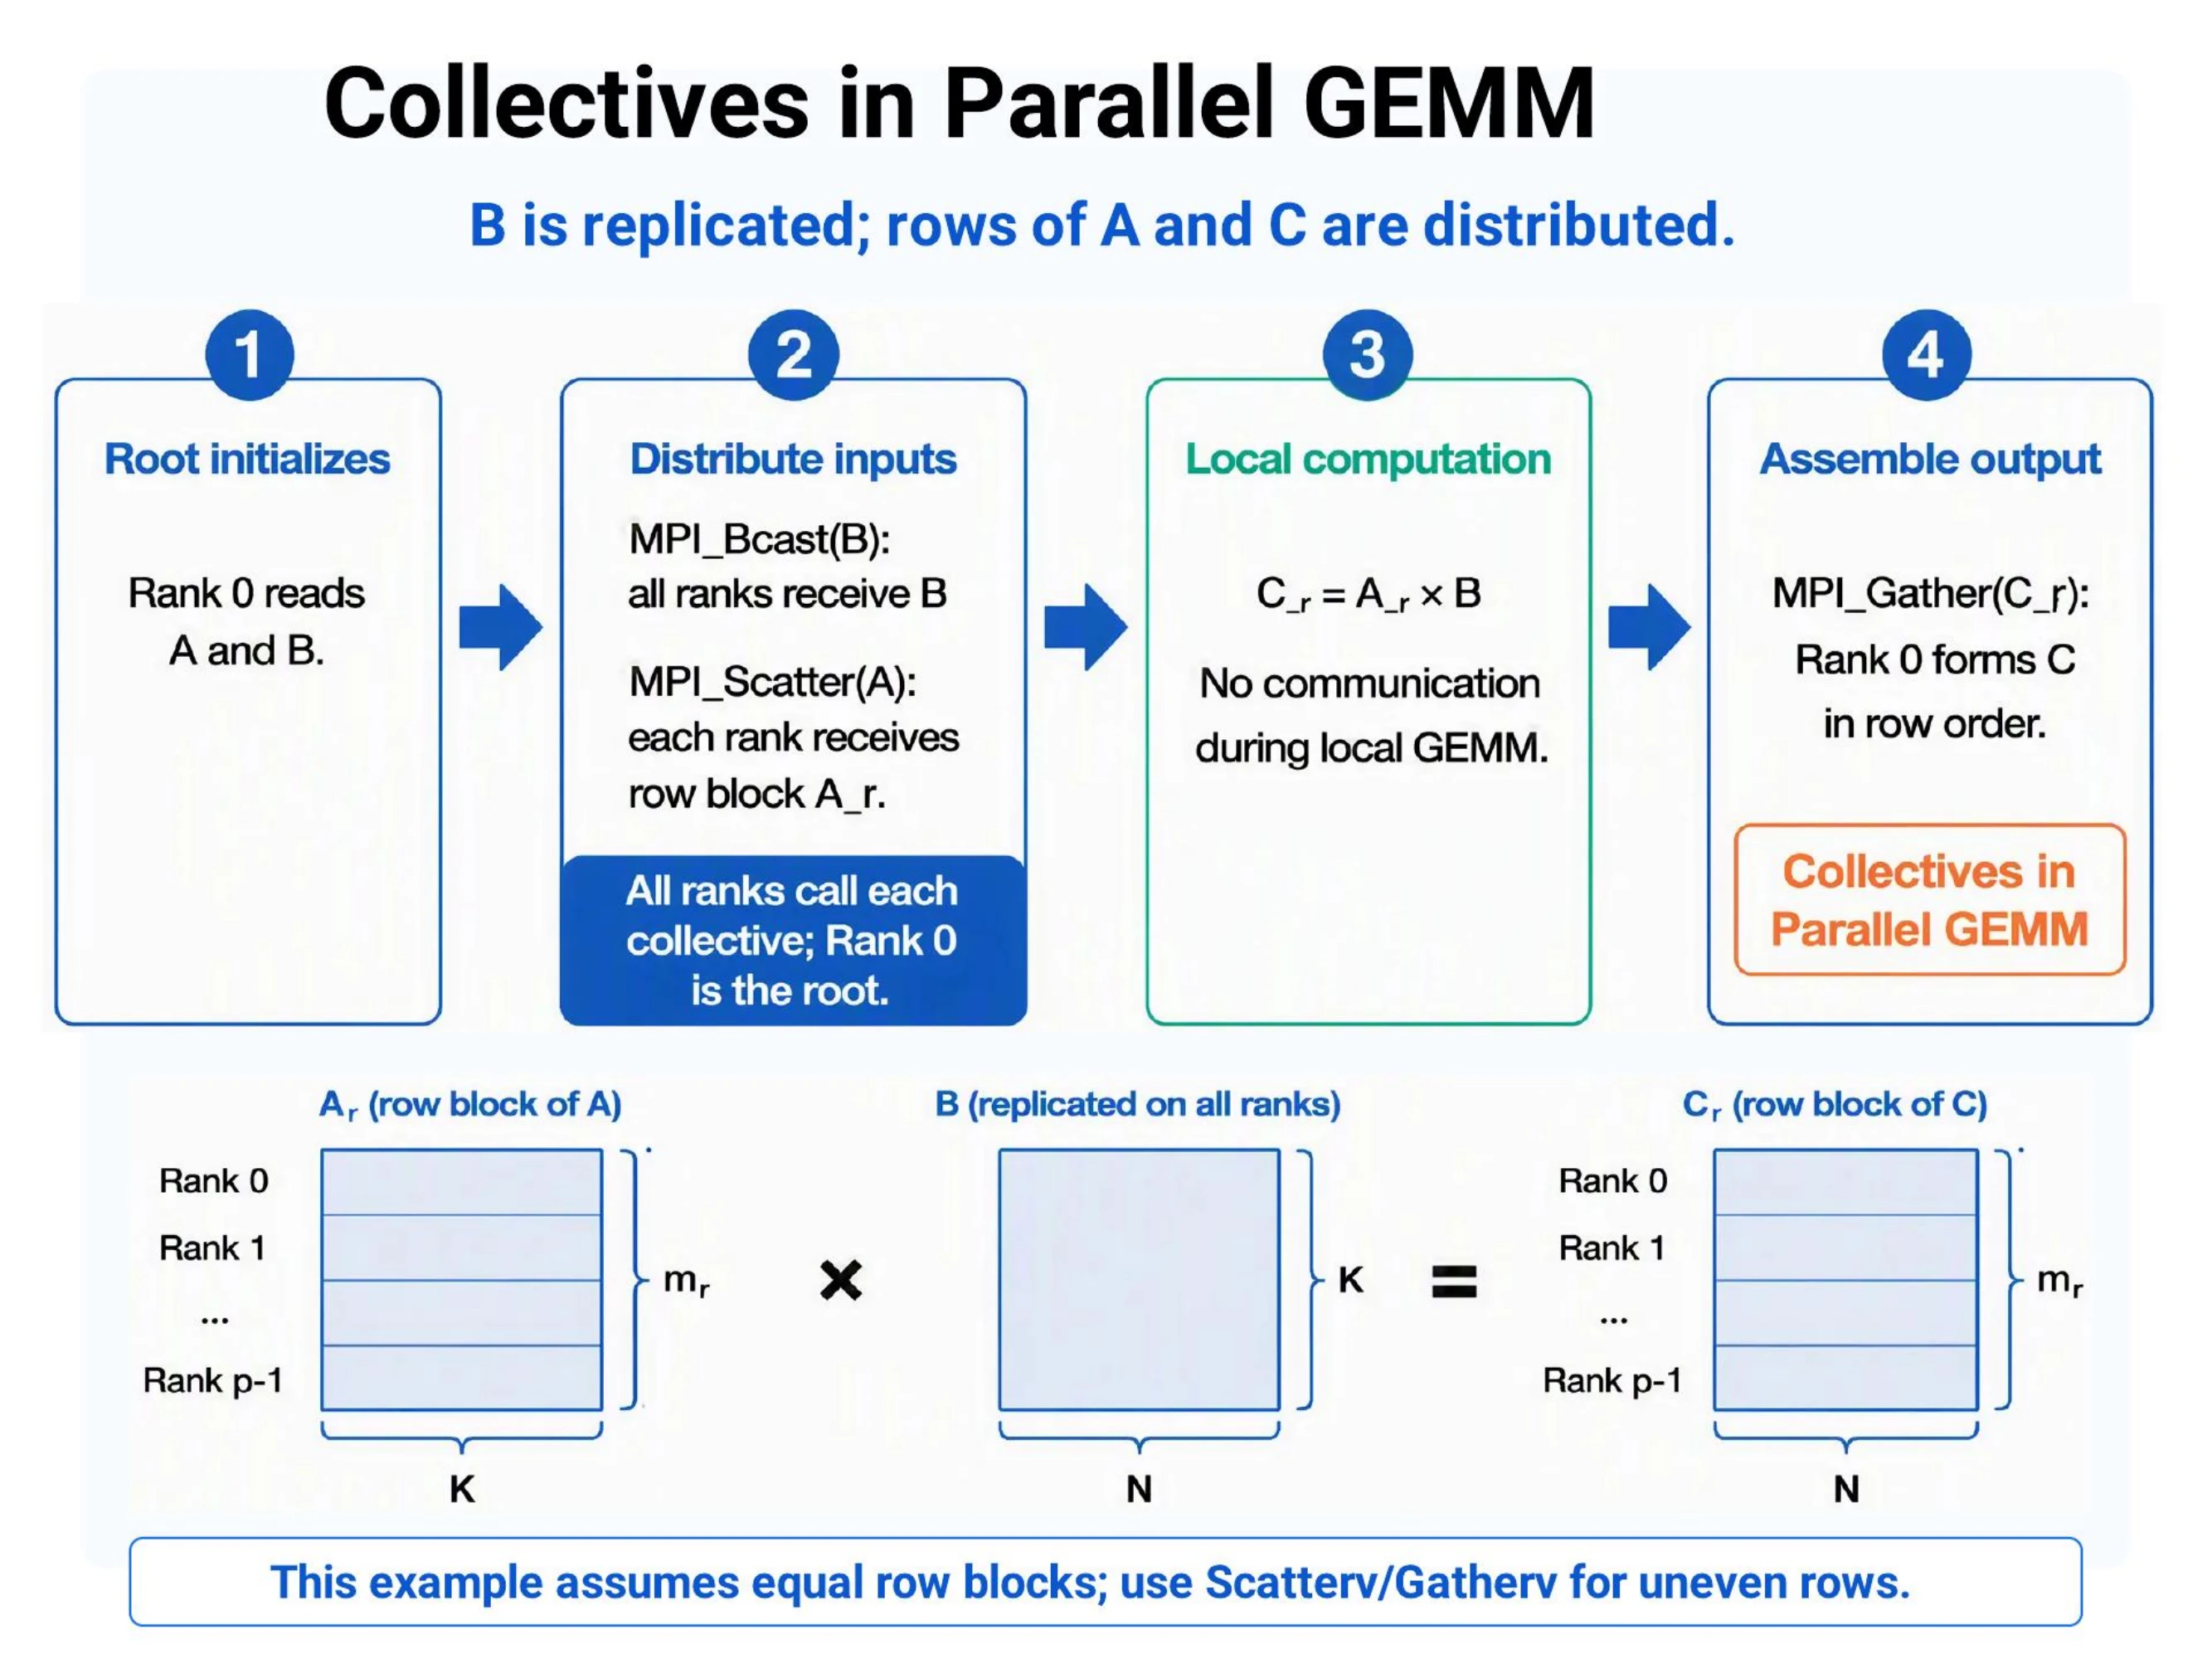 Collectives in Parallel GEMM
B is replicated; rows of A and C are distributed.
1
Root initializes
Rank 0 reads
A and B.
2
Distribute inputs
MPI_Bcast(B):
all ranks receive B
MPI_Scatter(A):
each rank receives
row block A_r.
All ranks call each
collective; Rank 0
is the root.
3
Local computation
C_r = A_r × B
No communication
during local GEMM.
4
Assemble output
MPI_Gather(C_r):
Rank 0 forms C
in row order.
Collectives in
Parallel GEMM
A_r (row block of A)
Rank 0
Rank 1
...
Rank p-1
m_r
K
×
B (replicated on all ranks)
K
N
=
C_r (row block of C)
Rank 0
Rank 1
...
Rank p-1
m_r
N
This example assumes equal row blocks; use Scatterv/Gatherv for uneven rows.